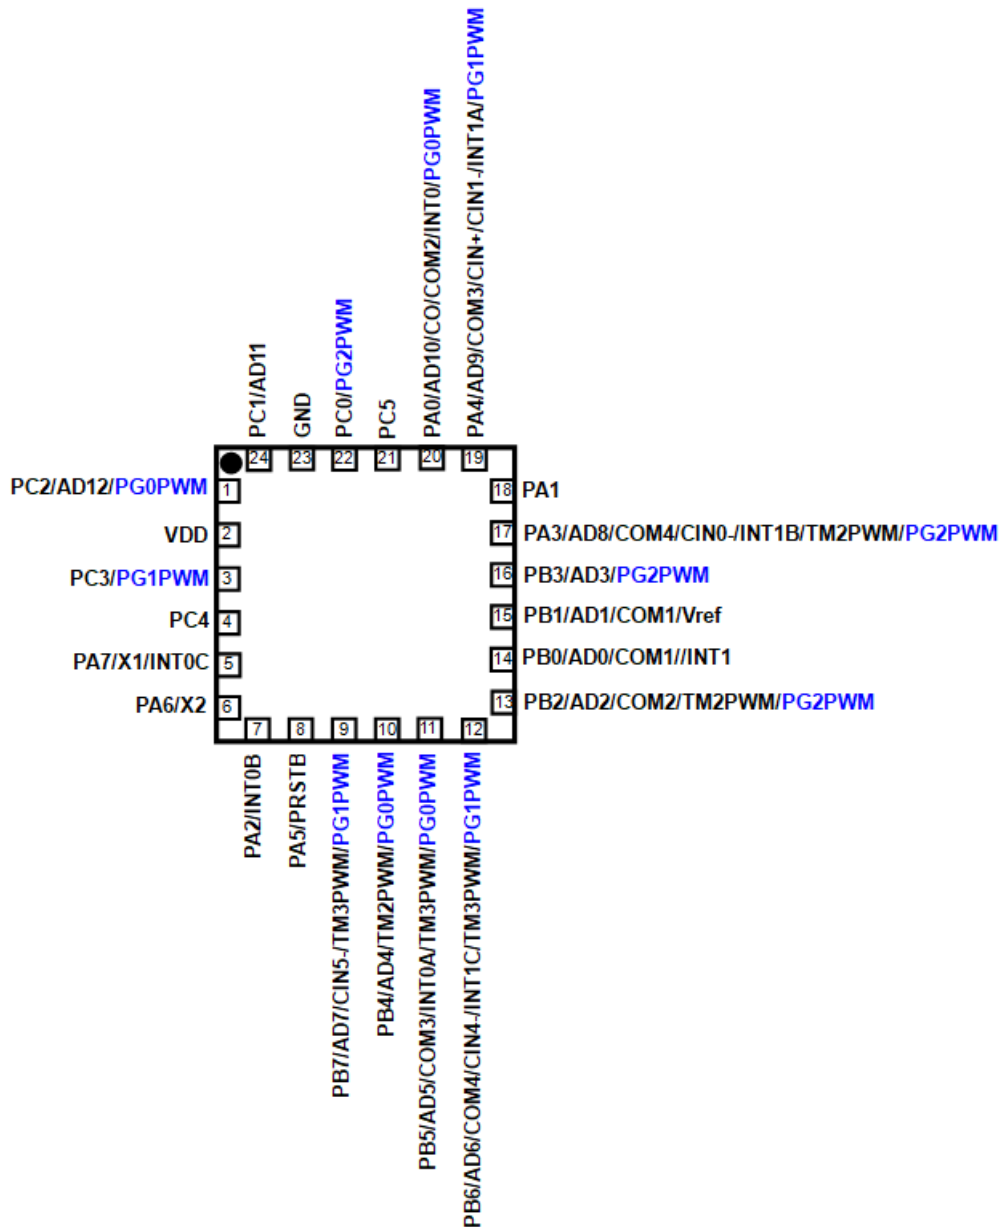 PA0/AD10/CO/COM2/INT0/PG0PWM
PA4/AD9/COM3/CIN+/CIN1-/INT1A/PG1PWM
PC1/AD11
GND
PC0/PG2PWM
PC5
24
23
22
21
20
19
PC2/AD12/PG0PWM
1
VDD
2
PC3/PG1PWM
3
PC4
4
PA7/X1/INT0C
5
PA6/X2
6
18
PA1
17
PA3/AD8/COM4/CIN0-/INT1B/TM2PWM/PG2PWM
16
PB3/AD3/PG2PWM
15
PB1/AD1/COM1/Vref
14
PB0/AD0/COM1//INT1
13
PB2/AD2/COM2/TM2PWM/PG2PWM
7
8
9
10
11
12
PA2/INT0B
PA5/PRSTB
PB7/AD7/CIN5-/TM3PWM/PG1PWM
PB4/AD4/TM2PWM/PG0PWM
PB5/AD5/COM3/INT0A/TM3PWM/PG0PWM
PB6/AD6/COM4/CIN4-/INT1C/TM3PWM/PG1PWM